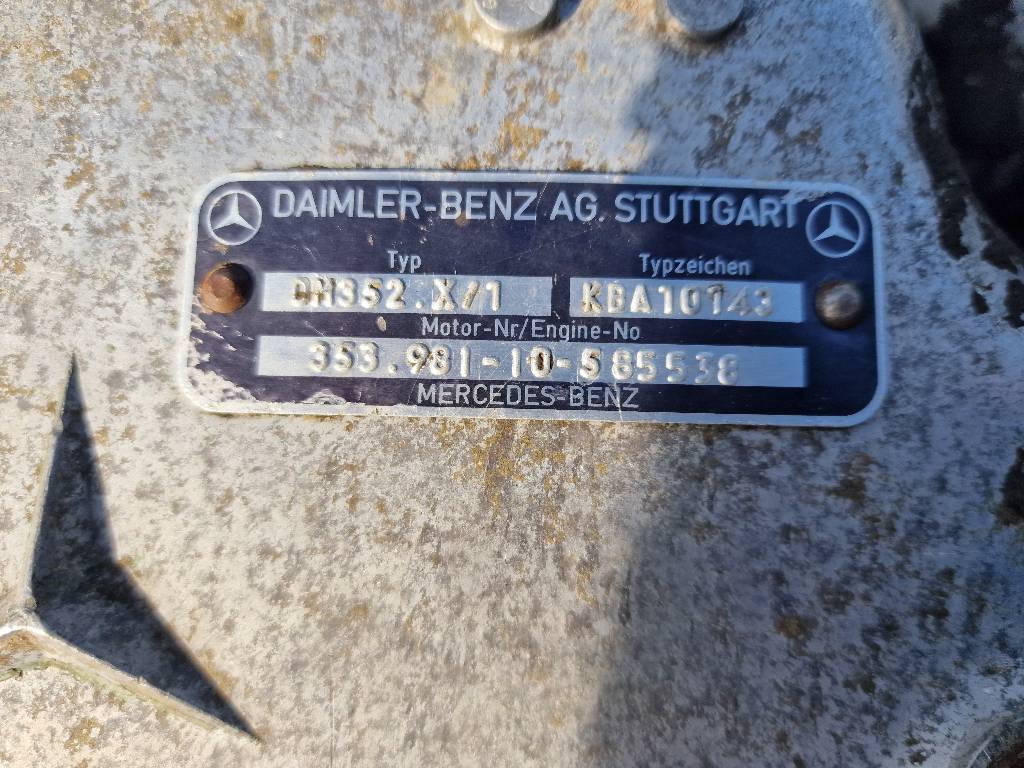 DAIMLER-BENZ AG. STUTTGART
Typ Typzeichen
OM352.X/1 KBA10143
Motor-Nr/Engine-No
353.981-10-585538
MERCEDES-BENZ